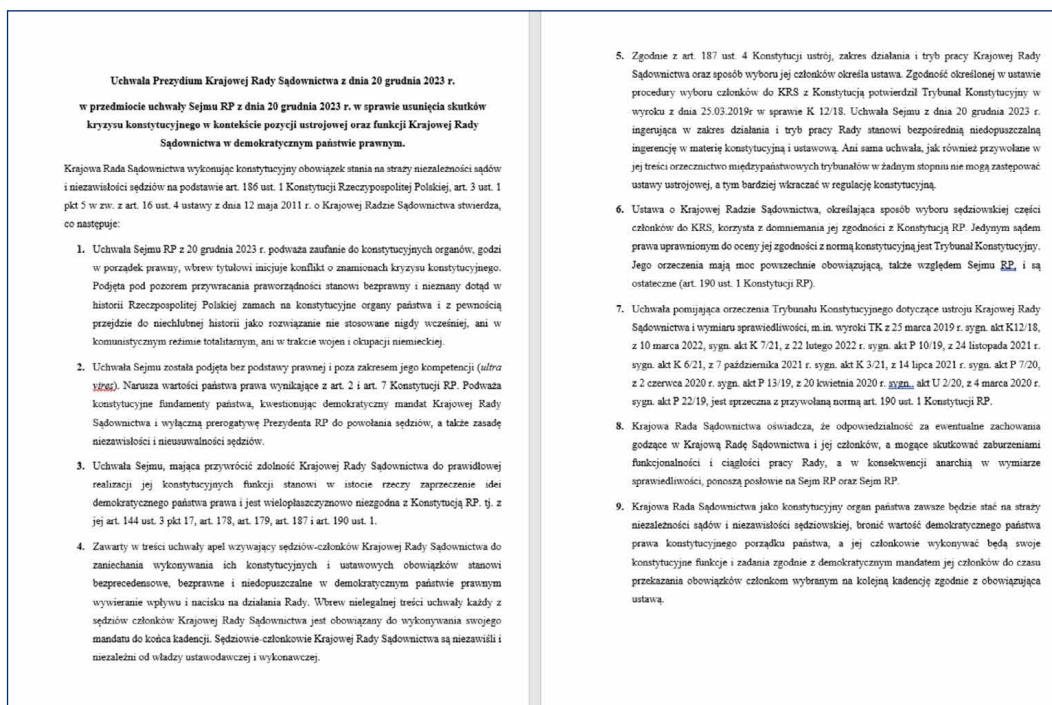 Uchwała Prezydium Krajowej Rady Sądownictwa z dnia 20 grudnia 2023 r.
w przedmiocie uchwały Sejmu RP z dnia 20 grudnia 2023 r. w sprawie usunięcia skutków
kryzysu konstytucyjnego w kontekście pozycji ustrojowej oraz funkcji Krajowej Rady
Sądownictwa w demokratycznym państwie prawnym.
Krajowa Rada Sądownictwa wykonując konstytucyjny obowiązek stania na straży niezależności sądów
i niezawisłości sędziów na podstawie art. 186 ust. 1 Konstytucji Rzeczypospolitej Polskiej, art. 3 ust. 1
pkt 5 w zw. z art. 16 ust. 4 ustawy z dnia 12 maja 2011 r. o Krajowej Radzie Sądownictwa stwierdza,
co następuje:
1. Uchwała Sejmu RP z 20 grudnia 2023 r. podważa zaufanie do konstytucyjnych organów, godzi
w porządek prawny, wbrew tytułowi inicjuje konflikt o znamionach kryzysu konstytucyjnego.
Podjęta pod pozorem przywracania praworządności stanowi bezprawny i nieznany dotąd w
historii Rzeczpospolitej Polskiej zamach na konstytucyjne organy państwa i z pewnością
przejdzie do niechlubnej historii jako rozwiązanie nie stosowane nigdy wcześniej, ani w
komunistycznym reżimie totalitarnym, ani w trakcie wojen i okupacji niemieckiej.
2. Uchwała Sejmu została podjęta bez podstawy prawnej i poza zakresem jego kompetencji (ultra
vires). Narusza wartości państwa prawa wynikające z art. 2 i art. 7 Konstytucji RP. Podważa
konstytucyjne fundamenty państwa, kwestionując demokratyczny mandat Krajowej Rady
Sądownictwa i wyłączną prerogatywę Prezydenta RP do powołania sędziów, a także zasadę
niezawisłości i nieusuwalności sędziów.
3. Uchwała Sejmu, mająca przywrócić zdolność Krajowej Rady Sądownictwa do prawidłowej
realizacji jej konstytucyjnych funkcji stanowi w istocie rzeczy zaprzeczenie idei
demokratycznego państwa prawa i jest wielopłaszczyznowo niezgodna z Konstytucją RP. tj. z
jej art. 144 ust. 3 pkt 17, art. 178, art. 179, art. 187 i art. 190 ust. 1.
4. Zawarty w treści uchwały apel wzywający sędziów-członków Krajowej Rady Sądownictwa do
zaniechania wykonywania ich konstytucyjnych i ustawowych obowiązków stanowi
bezprecedensowe, bezprawne i niedopuszczalne w demokratycznym państwie prawnym
wywieranie wpływu i nacisku na działania Rady. Wbrew nielegalnej treści uchwały każdy z
sędziów członków Krajowej Rady Sądownictwa jest obowiązany do wykonywania swojego
mandatu do końca kadencji. Sędziowie-członkowie Krajowej Rady Sądownictwa są niezawiśli i
niezależni od władzy ustawodawczej i wykonawczej.
5. Zgodnie z art. 187 ust. 4 Konstytucji ustrój, zakres działania i tryb pracy Krajowej Rady
Sądownictwa oraz sposób wyboru jej członków określa ustawa. Zgodność określonej w ustawie
procedury wyboru członków do KRS z Konstytucją potwierdził Trybunał Konstytucyjny w
wyroku z dnia 25.03.2019r w sprawie K 12/18. Uchwała Sejmu z dnia 20 grudnia 2023 r.
ingerująca w zakres działania i tryb pracy Rady stanowi bezpośrednią niedopuszczalną
ingerencję w materię konstytucyjną i ustawową. Ani sama uchwała, jak również przywołane w
jej treści orzecznictwo międzypaństwowych trybunałów w żadnym stopniu nie mogą zastępować
ustawy ustrojowej, a tym bardziej wkraczać w regulację konstytucyjną.
6. Ustawa o Krajowej Radzie Sądownictwa, określająca sposób wyboru sędziowskiej części
członków do KRS, korzysta z domniemania jej zgodności z Konstytucją RP. Jedynym sądem
prawa uprawnionym do oceny jej zgodności z normą konstytucyjną jest Trybunał Konstytucyjny.
Jego orzeczenia mają moc powszechnie obowiązującą, także względem Sejmu RP, i są
ostateczne (art. 190 ust. 1 Konstytucji RP).
7. Uchwała pomijająca orzeczenia Trybunału Konstytucyjnego dotyczące ustroju Krajowej Rady
Sądownictwa i wymiaru sprawiedliwości, m.in. wyroki TK z 25 marca 2019 r. sygn. akt K12/18,
z 10 marca 2022, sygn. akt K 7/21, z 22 lutego 2022 r. sygn. akt P 10/19, z 24 listopada 2021 r.
sygn. akt K 6/21, z 7 października 2021 r. sygn. akt K 3/21, z 14 lipca 2021 r. sygn. akt P 7/20,
z 2 czerwca 2020 r. sygn. akt P 13/19, z 20 kwietnia 2020 r. sygn.. akt U 2/20, z 4 marca 2020 r.
sygn. akt P 22/19, jest sprzeczna z przywołaną normą art. 190 ust. 1 Konstytucji RP.
8. Krajowa Rada Sądownictwa oświadcza, że odpowiedzialność za ewentualne zachowania
godzące w Krajową Radę Sądownictwa i jej członków, a mogące skutkować zaburzeniami
funkcjonalności i ciągłości pracy Rady, a w konsekwencji anarchią w wymiarze
sprawiedliwości, ponoszą posłowie na Sejm RP oraz Sejm RP.
9. Krajowa Rada Sądownictwa jako konstytucyjny organ państwa zawsze będzie stać na straży
niezależności sądów i niezawisłości sędziowskiej, bronić wartość demokratycznego państwa
prawa konstytucyjnego porządku państwa, a jej członkowie wykonywać będą swoje
konstytucyjne funkcje i zadania zgodnie z demokratycznym mandatem jej członków do czasu
przekazania obowiązków członkom wybranym na kolejną kadencję zgodnie z obowiązująca
ustawą.